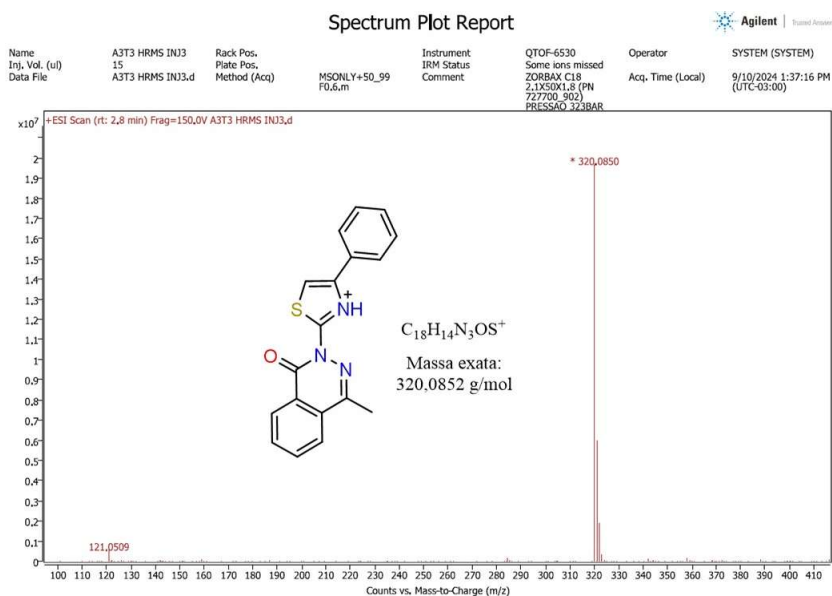 Spectrum Plot Report
Agilent | Trusted Answers
Name A3T3 HRMS INJ3 Rack Pos. Instrument QTOF-6530 Operator SYSTEM (SYSTEM)
Inj. Vol. (ul) 15 Plate Pos. IRM Status Some ions missed
Data File A3T3 HRMS INJ3.d Method (Acq) MSONLY+50_99 F0.6.m Comment ZORBAX C18 2.1X50X1.8 (PN 727700_902) PRESSAO 323BAR Acq. Time (Local) 9/10/2024 1:37:16 PM (UTC-03:00)
x10⁷
+ESI Scan (rt: 2.8 min) Frag=150.0V A3T3 HRMS INJ3.d
* 320.0850
2
1.9
1.8
1.7
1.6
1.5
1.4
1.3
1.2
1.1
1
0.9
0.8
0.7
0.6
0.5
0.4
0.3
0.2
0.1
0
S
+
NH
O
N
N
C₁₈H₁₄N₃OS⁺
Massa exata:
320,0852 g/mol
121.0509
100 110 120 130 140 150 160 170 180 190 200 210 220 230 240 250 260 270 280 290 300 310 320 330 340 350 360 370 380 390 400 410
Counts vs. Mass-to-Charge (m/z)